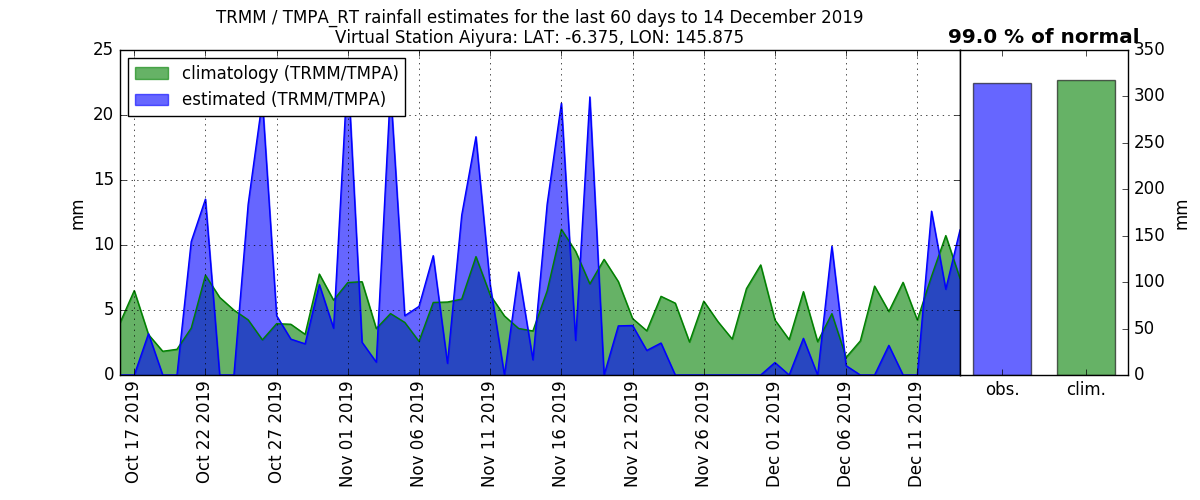 TRMM / TMPA_RT rainfall estimates for the last 60 days to 14 December 2019
Virtual Station Aiyura: LAT: -6.375, LON: 145.875
99.0 % of normal
climatology (TRMM/TMPA)
estimated (TRMM/TMPA)
25
20
15
10
5
0
mm
Oct 17 2019
Oct 22 2019
Oct 27 2019
Nov 01 2019
Nov 06 2019
Nov 11 2019
Nov 16 2019
Nov 21 2019
Nov 26 2019
Dec 01 2019
Dec 06 2019
Dec 11 2019
obs.
clim.
350
300
250
200
150
100
50
0
mm